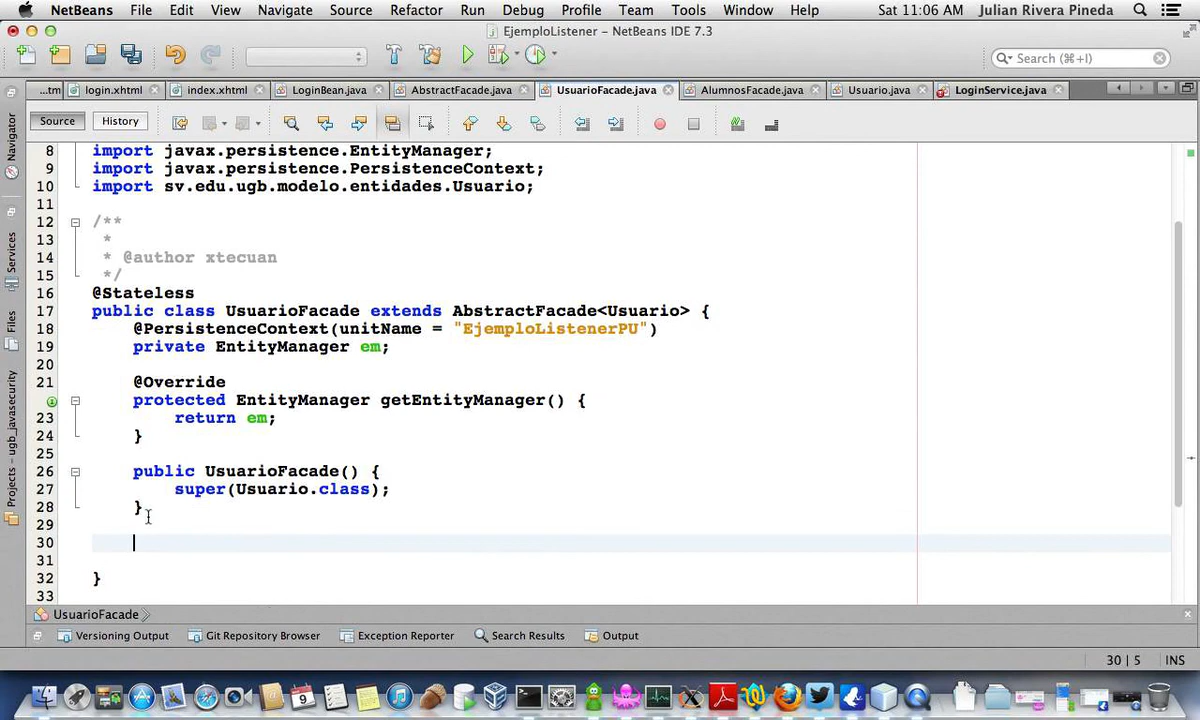 NetBeans File Edit View Navigate Source Refactor Run Debug Profile Team Tools Window Help Sat 11:06 AM Julian Rivera Pineda
EjemploListener – NetBeans IDE 7.3
Search (⌘+I)
...tm login.xhtml index.xhtml LoginBean.java AbstractFacade.java UsuarioFacade.java AlumnosFacade.java Usuario.java LoginService.java
Source History
Navigator
Services
Files
Projects - ugb_javasecurity
8 import javax.persistence.EntityManager;
9 import javax.persistence.PersistenceContext;
10 import sv.edu.ugb.modelo.entidades.Usuario;
11
12 /**
13 *
14 * @author xtecuan
15 */
16 @Stateless
17 public class UsuarioFacade extends AbstractFacade<Usuario> {
18 @PersistenceContext(unitName = "EjemploListenerPU")
19 private EntityManager em;
20
21 @Override
protected EntityManager getEntityManager() {
23 return em;
24 }
25
26 public UsuarioFacade() {
27 super(Usuario.class);
28 }
29
30
31
32 }
33
UsuarioFacade
Versioning Output Git Repository Browser Exception Reporter Search Results Output
30 | 5 INS